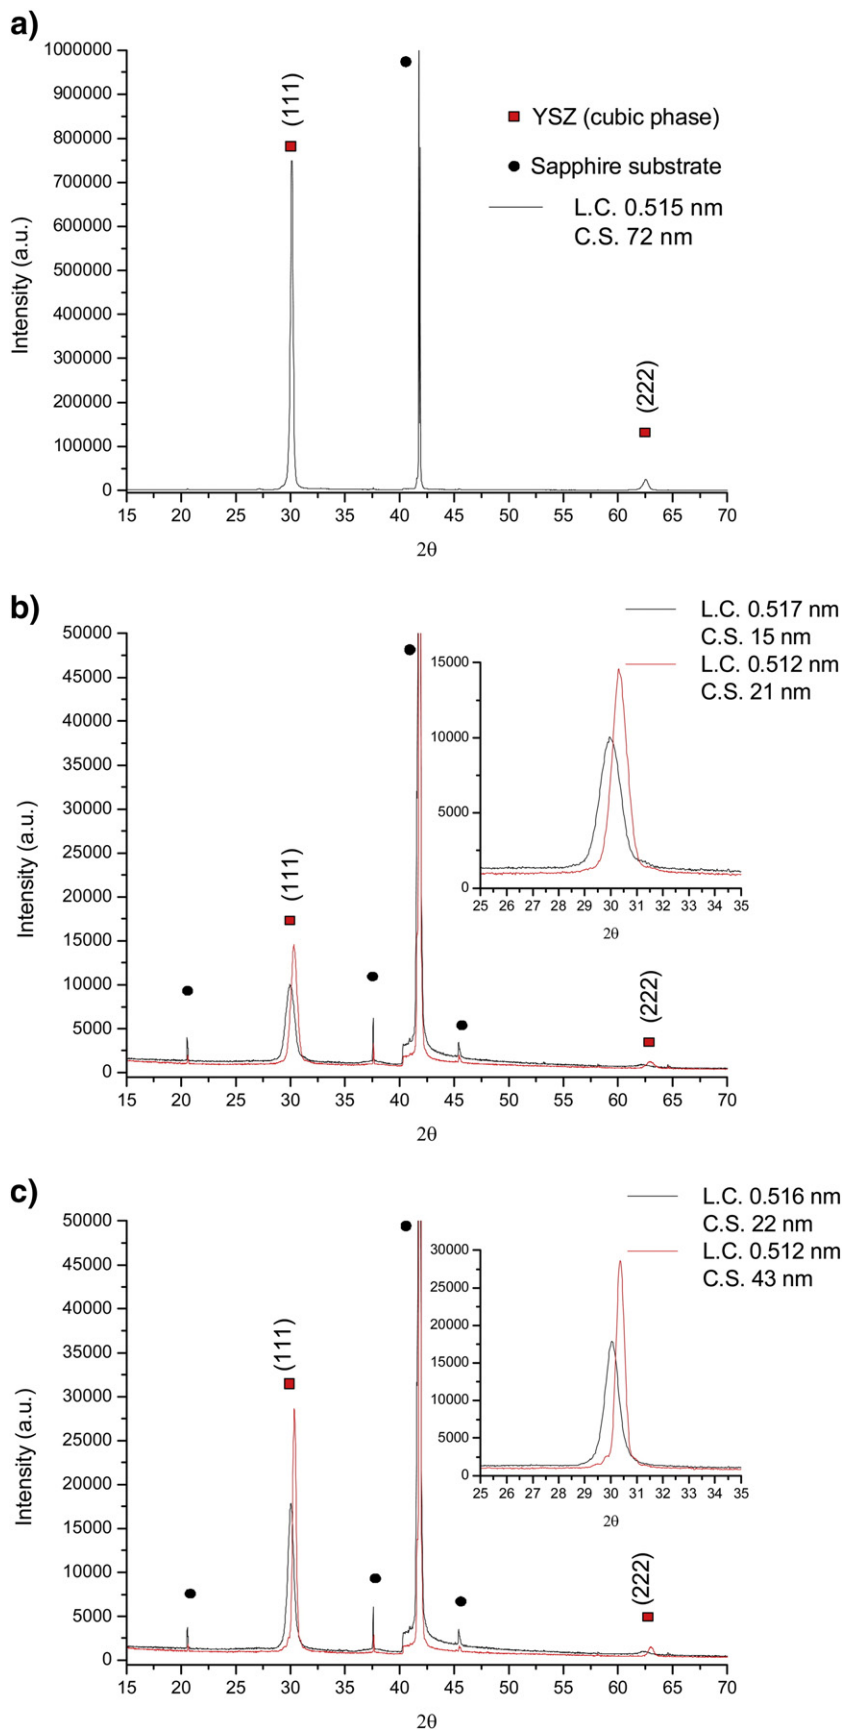 a)
1000000
900000
800000
700000
600000
500000
400000
300000
200000
100000
0
Intensity (a.u.)
(111)
(222)
YSZ (cubic phase)
Sapphire substrate
L.C. 0.515 nm
C.S. 72 nm
15 20 25 30 35 40 45 50 55 60 65 70
2θ
b)
50000
45000
40000
35000
30000
25000
20000
15000
10000
5000
0
Intensity (a.u.)
(111)
(222)
L.C. 0.517 nm
C.S. 15 nm
L.C. 0.512 nm
C.S. 21 nm
15000
10000
5000
0
25 26 27 28 29 30 31 32 33 34 35
2θ
15 20 25 30 35 40 45 50 55 60 65 70
2θ
c)
50000
45000
40000
35000
30000
25000
20000
15000
10000
5000
0
Intensity (a.u.)
(111)
(222)
L.C. 0.516 nm
C.S. 22 nm
L.C. 0.512 nm
C.S. 43 nm
30000
25000
20000
15000
10000
5000
0
25 26 27 28 29 30 31 32 33 34 35
2θ
15 20 25 30 35 40 45 50 55 60 65 70
2θ